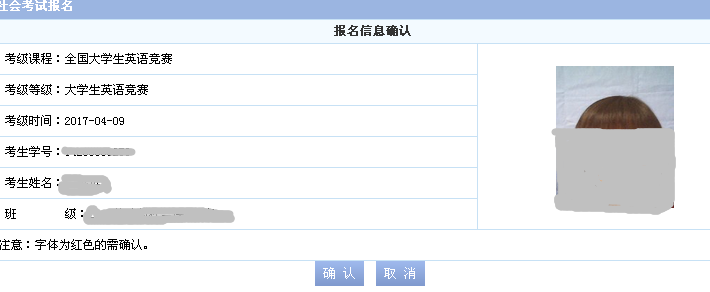 社会考试报名
报名信息确认
考级课程：全国大学生英语竞赛
考级等级：大学生英语竞赛
考级时间：2017-04-09
考生学号：
考生姓名：
班 级：
注意：字体为红色的需确认。
确 认 取 消